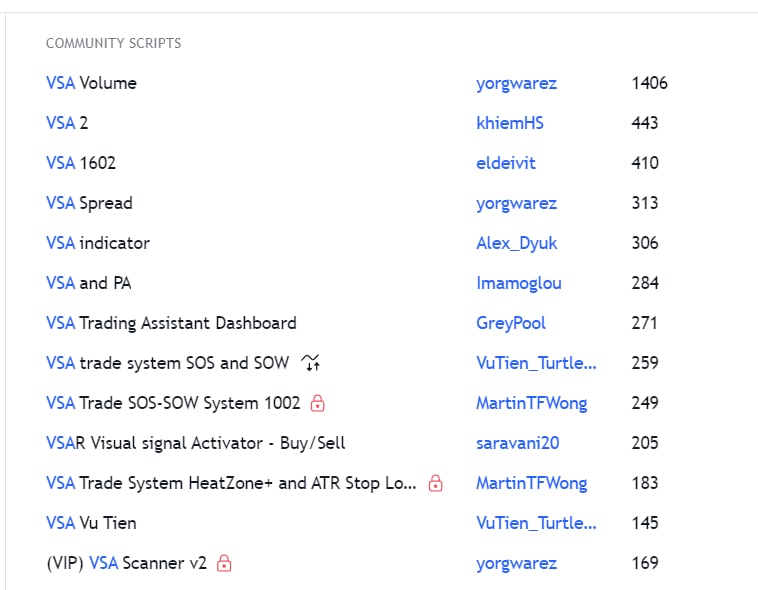 COMMUNITY SCRIPTS
VSA Volume yorgwarez 1406
VSA 2 khiemHS 443
VSA 1602 eldeivit 410
VSA Spread yorgwarez 313
VSA indicator Alex_Dyuk 306
VSA and PA Imamoglou 284
VSA Trading Assistant Dashboard GreyPool 271
VSA trade system SOS and SOW VuTien_Turtle... 259
VSA Trade SOS-SOW System 1002 MartinTFWong 249
VSAR Visual signal Activator - Buy/Sell saravani20 205
VSA Trade System HeatZone+ and ATR Stop Lo... MartinTFWong 183
VSA Vu Tien VuTien_Turtle... 145
(VIP) VSA Scanner v2 yorgwarez 169